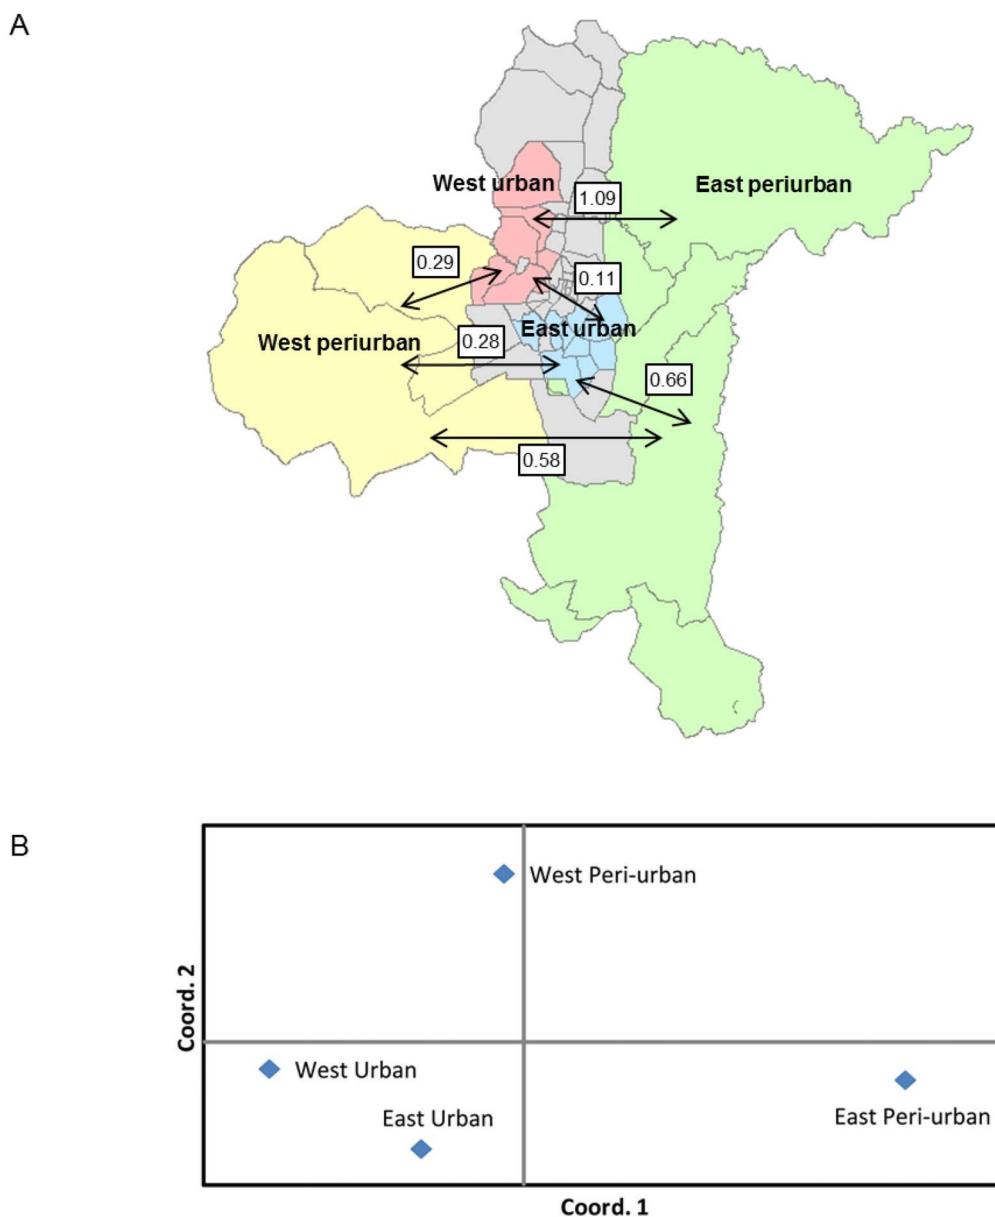 A
West urban
East periurban
1.09
0.29
0.11
East urban
West periurban
0.28
0.66
0.58
B
West Peri-urban
Coord. 2
West Urban
East Urban
East Peri-urban
Coord. 1